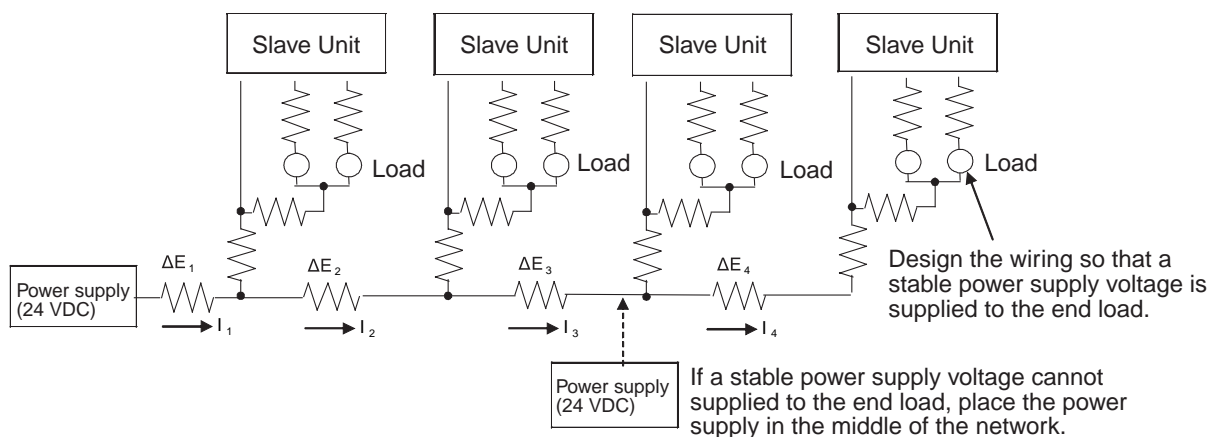 Slave Unit
Slave Unit
Slave Unit
Slave Unit
Load
Load
Load
Load
Power supply
(24 VDC)
ΔE₁
I₁
ΔE₂
I₂
ΔE₃
I₃
ΔE₄
I₄
Design the wiring so that a
stable power supply voltage is
supplied to the end load.
Power supply
(24 VDC)
If a stable power supply voltage cannot
supplied to the end load, place the power
supply in the middle of the network.